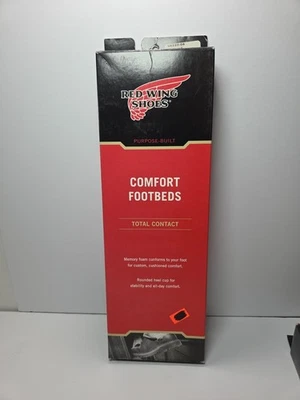 RED WING
SHOES®
PURPOSE-BUILT
COMFORT
FOOTBEDS
TOTAL CONTACT
Memory foam conforms to your foot
for custom, cushioned comfort.
Rounded heel cup for
stability and all-day comfort.